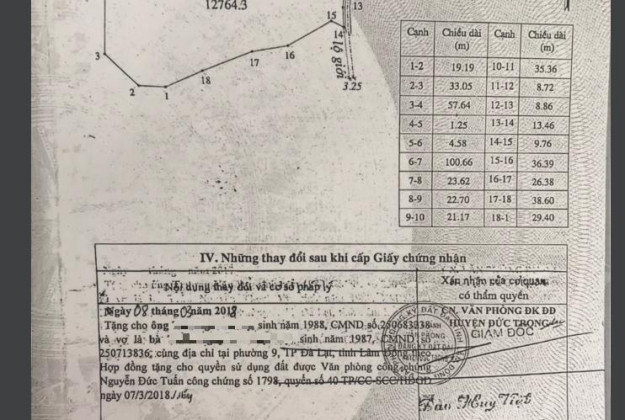 12764.3
13
15
14
lộ giới
3.25
3
2
1
18
17
16
Cạnh Chiều dài (m) Cạnh Chiều dài (m)
1-2 19.19 10-11 35.36
2-3 33.05 11-12 8.72
3-4 57.64 12-13 8.86
4-5 1.25 13-14 13.46
5-6 4.58 14-15 9.76
6-7 100.66 15-16 36.39
7-8 23.62 16-17 26.38
8-9 22.70 17-18 38.60
9-10 21.17 18-1 29.40
IV. Những thay đổi sau khi cấp Giấy chứng nhận
Nội dung thay đổi và cơ sở pháp lý
Xác nhận của cơ quan
có thẩm quyền
Ngày 08 tháng 03 năm 2018
CN. VĂN PHÒNG ĐK ĐĐ
HUYỆN ĐỨC TRỌNG
GIÁM ĐỐC
Tặng cho ông sinh năm 1988, CMND số 250683038
và vợ là bà sinh năm 1987, CMND số
250713836; cùng địa chỉ tại phường 9, TP Đà Lạt, tỉnh Lâm Đồng theo
Hợp đồng tặng cho quyền sử dụng đất được Văn phòng công chứng
Nguyễn Đức Tuấn công chứng số 1798, quyển số 40 TP/CC-SCC/HĐGD
07/3/2018
Huy Việt